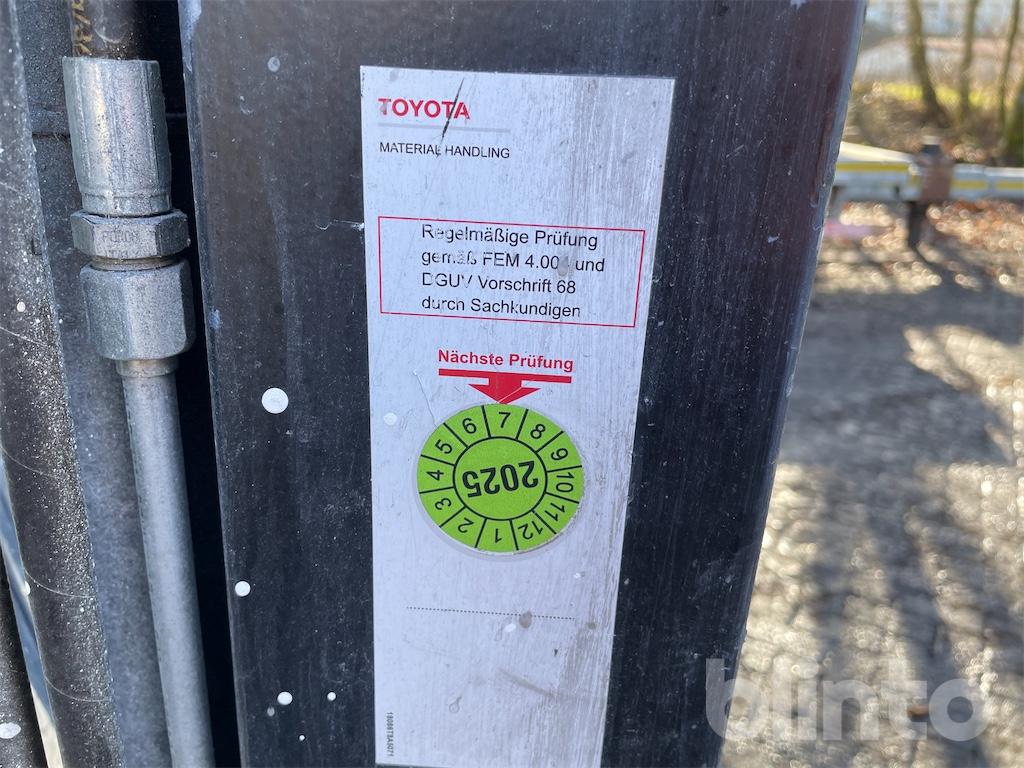 TOYOTA
MATERIAL HANDLING
Regelmäßige Prüfung
gemäß FEM 4.004 und
DGUV Vorschrift 68
durch Sachkundigen
Nächste Prüfung
1 2 3 4 5 6 7 8 9 10 11 12
2025
blinto